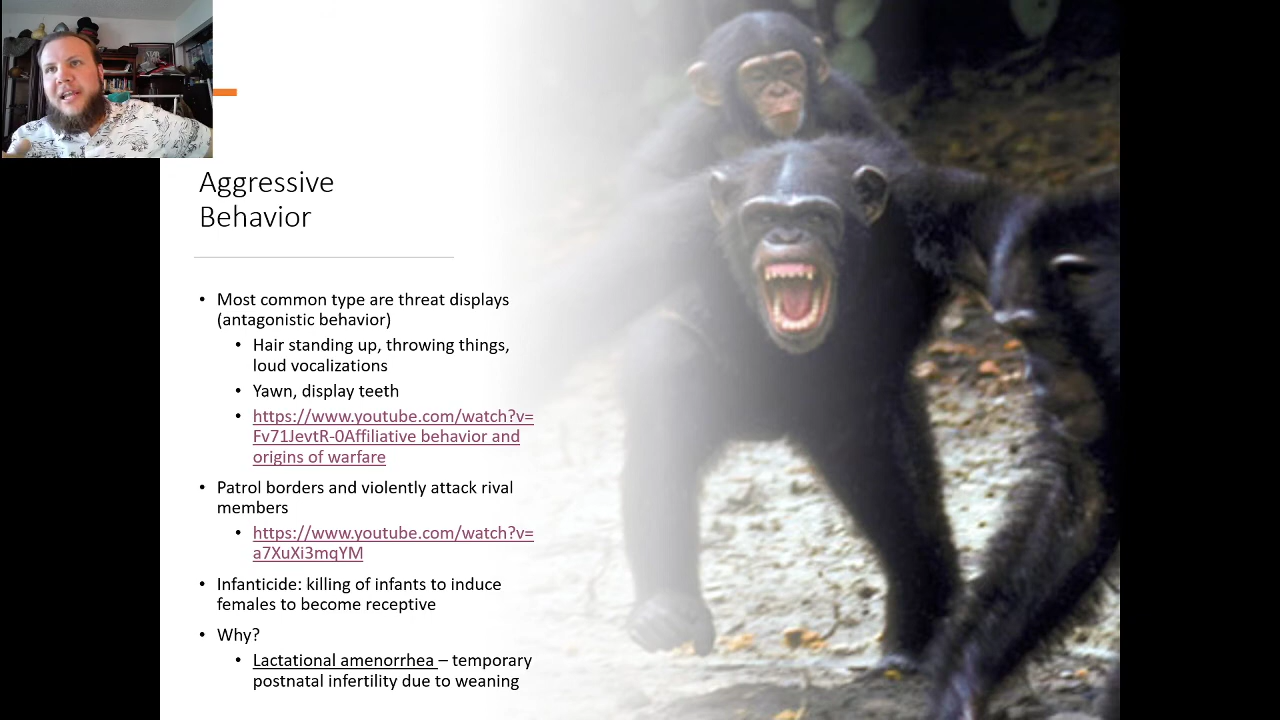 Aggressive
Behavior
• Most common type are threat displays
(antagonistic behavior)
• Hair standing up, throwing things,
loud vocalizations
• Yawn, display teeth
• https://www.youtube.com/watch?v=
Fv71JevtR-0Affiliative behavior and
origins of warfare
• Patrol borders and violently attack rival
members
• https://www.youtube.com/watch?v=
a7XuXi3mqYM
• Infanticide: killing of infants to induce
females to become receptive
• Why?
• Lactational amenorrhea – temporary
postnatal infertility due to weaning